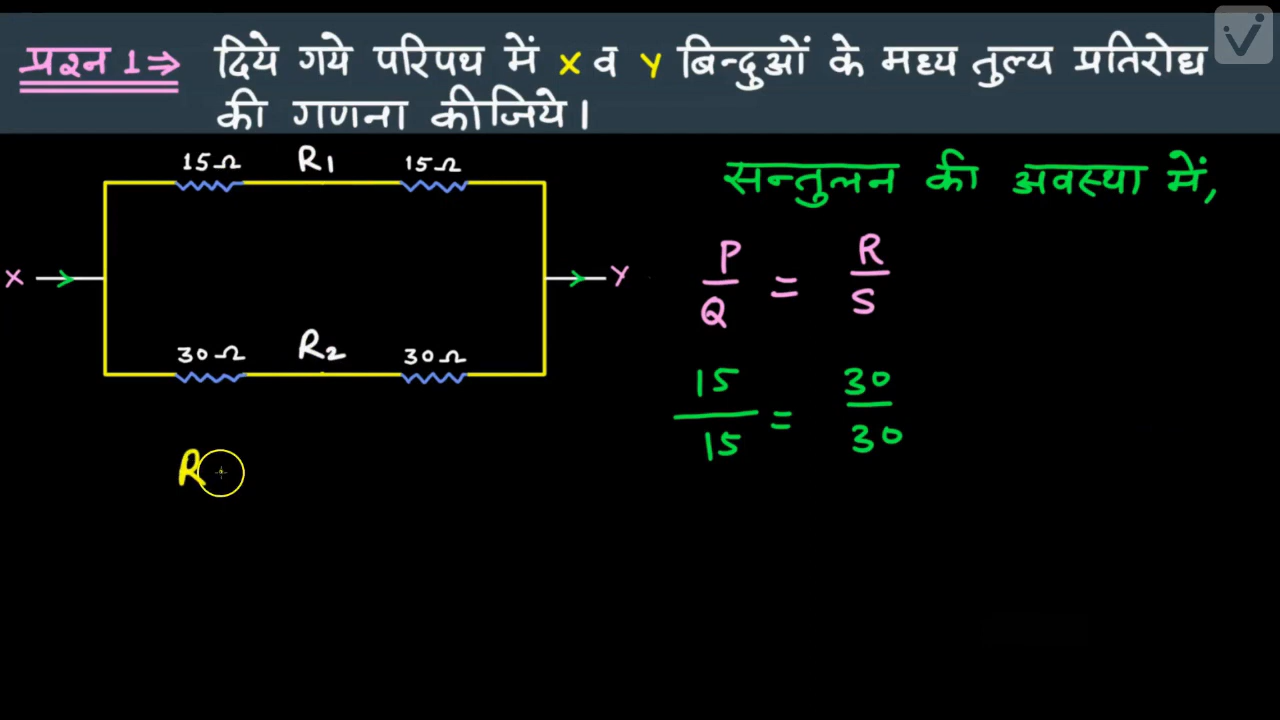 प्रश्न 1⇒ दिये गये परिपथ में X व Y बिन्दुओं के मध्य तुल्य प्रतिरोध
की गणना कीजिये।
15Ω R1 15Ω
सन्तुलन की अवस्था में,
X Y
P/Q = R/S
30Ω R2 30Ω
15/15 = 30/30
R